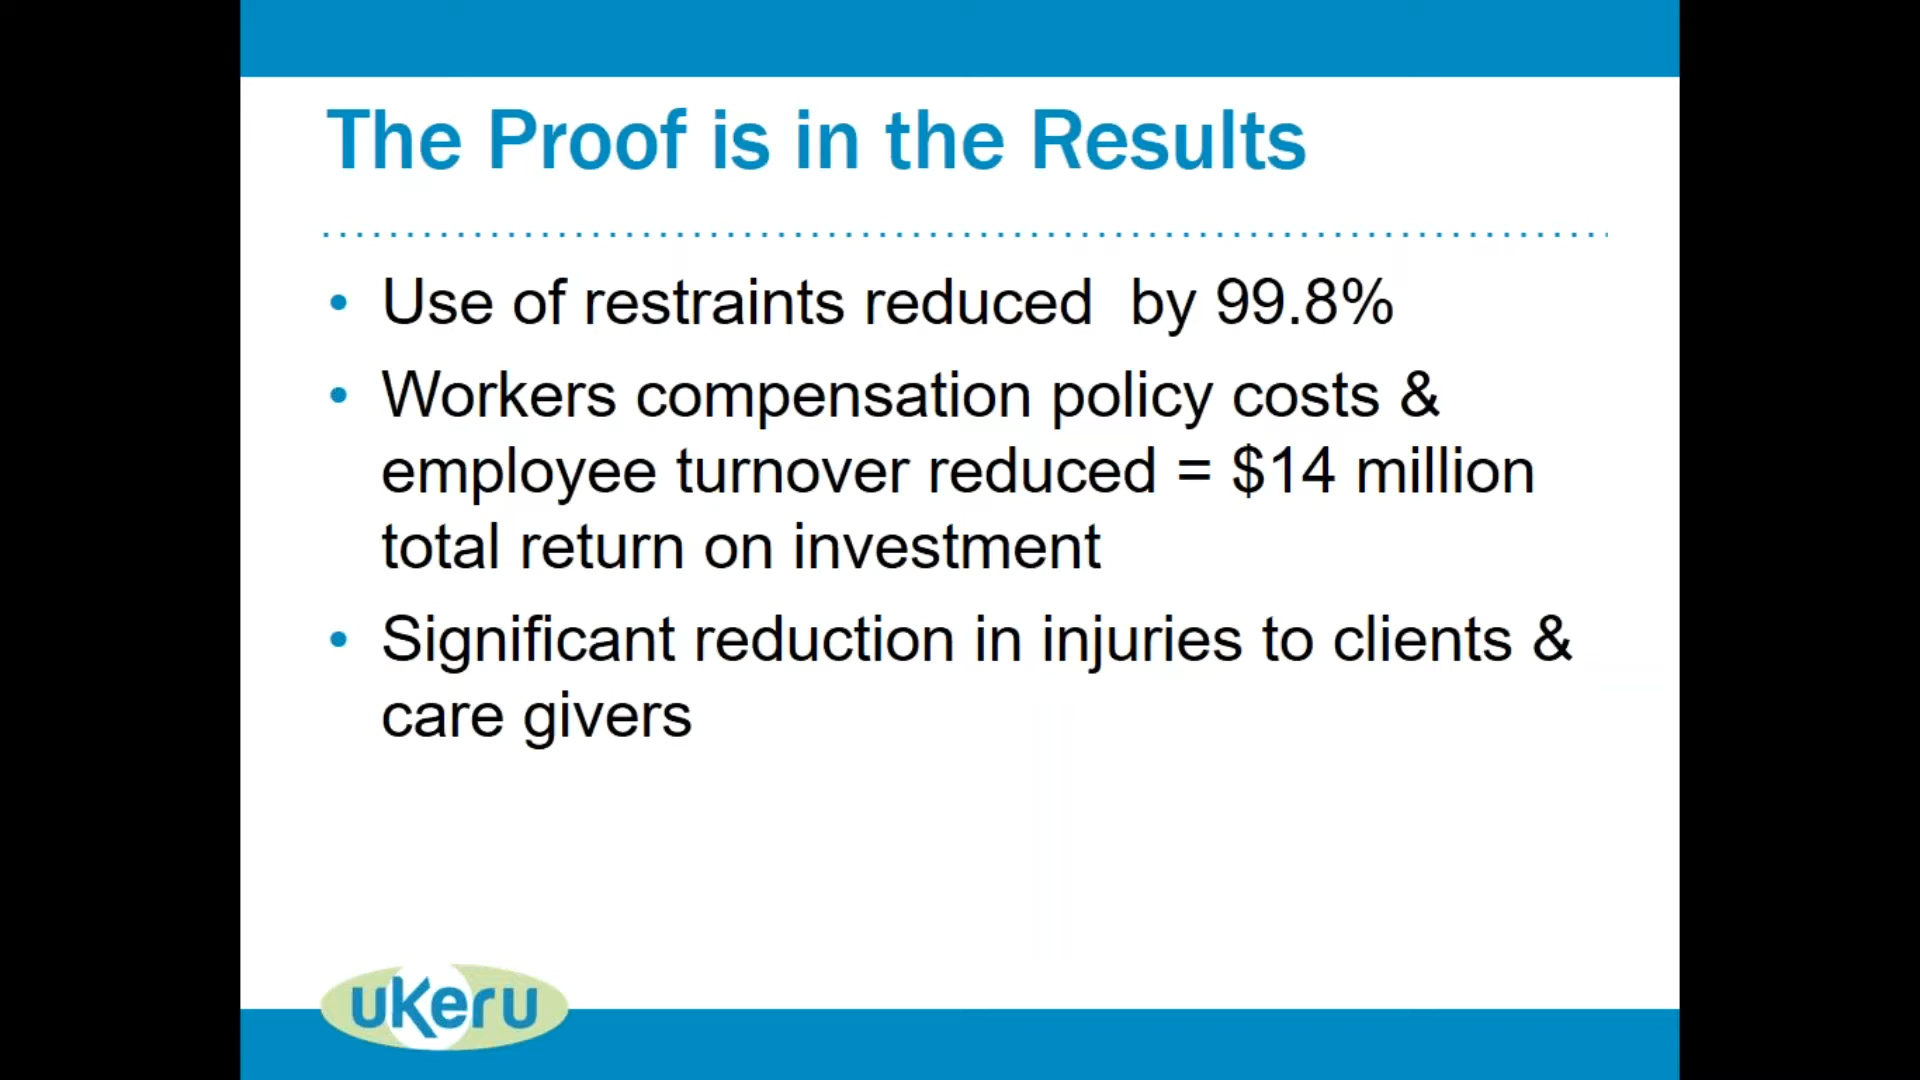 The Proof is in the Results
• Use of restraints reduced  by 99.8%
• Workers compensation policy costs &
employee turnover reduced = $14 million
total return on investment
• Significant reduction in injuries to clients &
care givers
uKeru